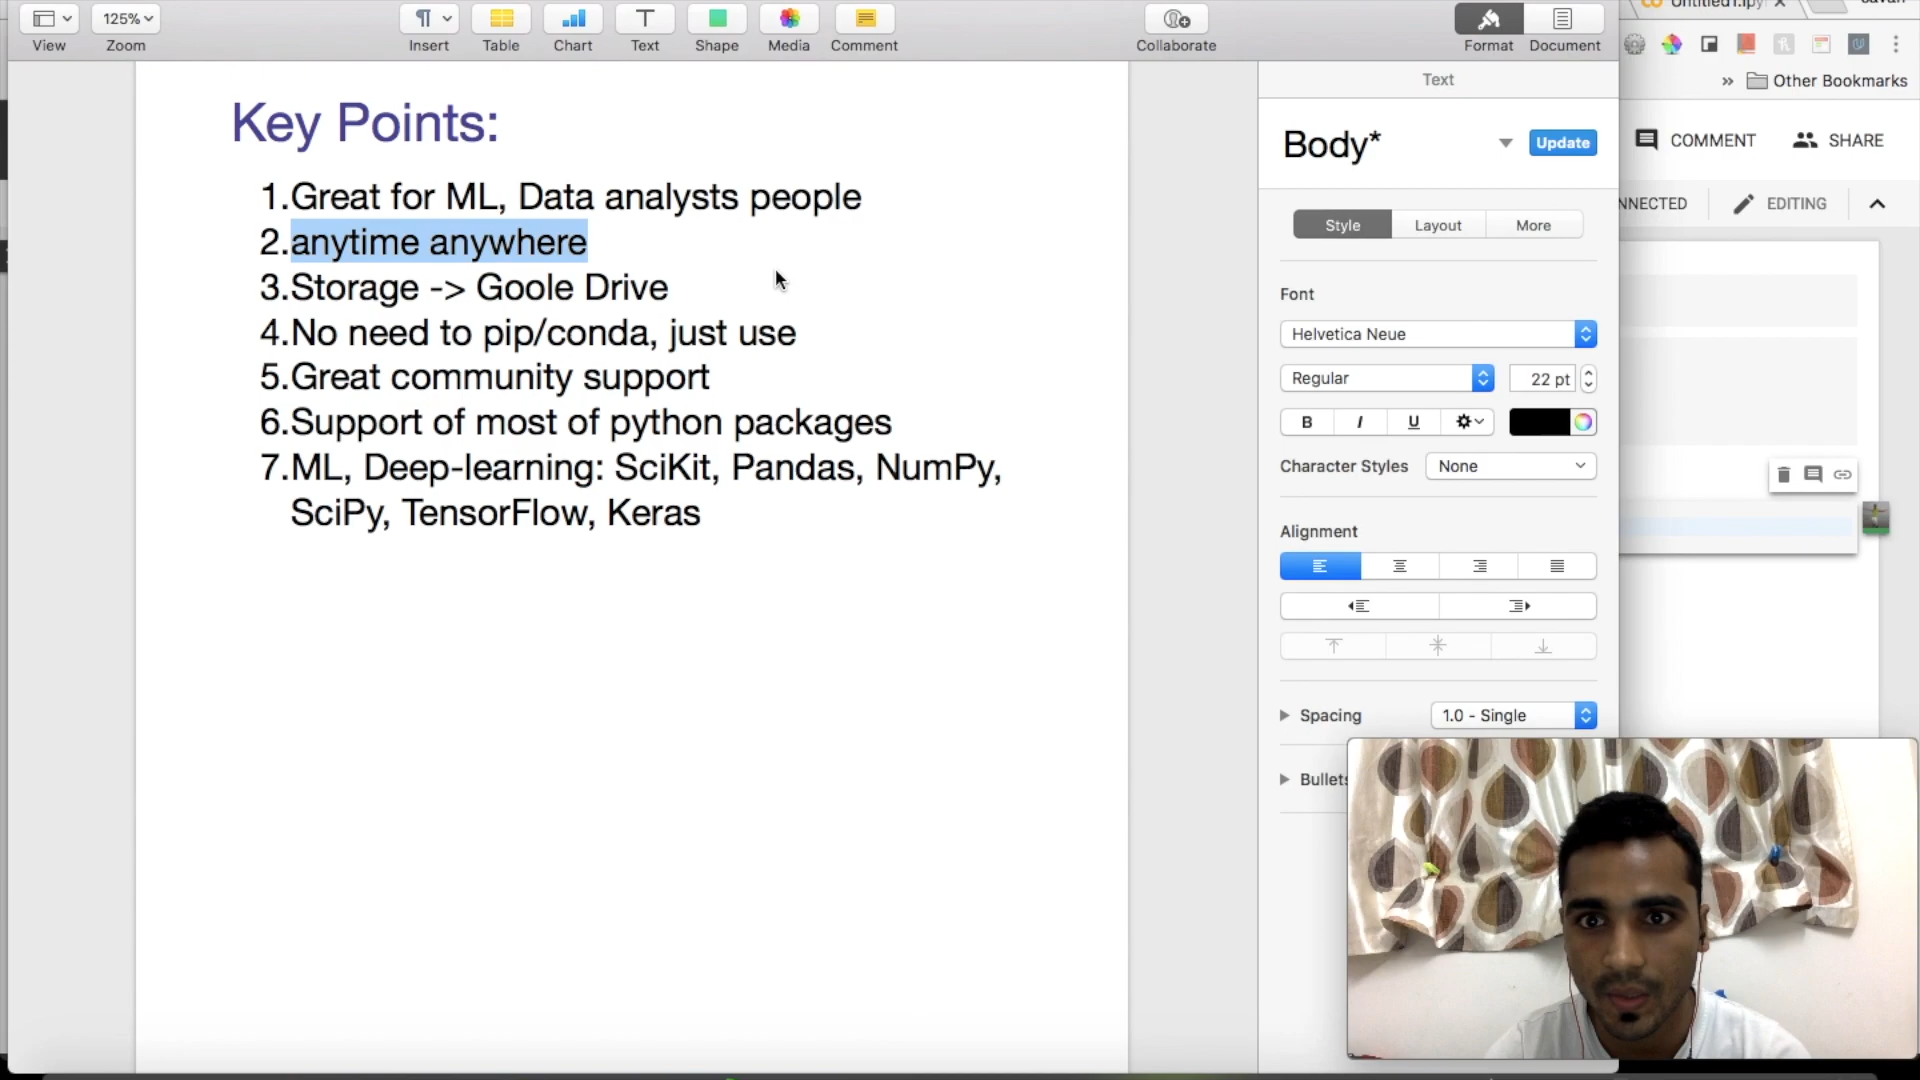 125%
View
Zoom
Insert
Table
Chart
Text
Shape
Media
Comment
Collaborate
Format
Document
Text
Key Points:
1.Great for ML, Data analysts people
2.anytime anywhere
3.Storage -> Goole Drive
4.No need to pip/conda, just use
5.Great community support
6.Support of most of python packages
7.ML, Deep-learning: SciKit, Pandas, NumPy,
SciPy, TensorFlow, Keras
Body*
Update
Style
Layout
More
Font
Helvetica Neue
Regular
22 pt
B I U
Character Styles
None
Alignment
Spacing
1.0 - Single
Bullets
» Other Bookmarks
COMMENT
SHARE
NNECTED
EDITING